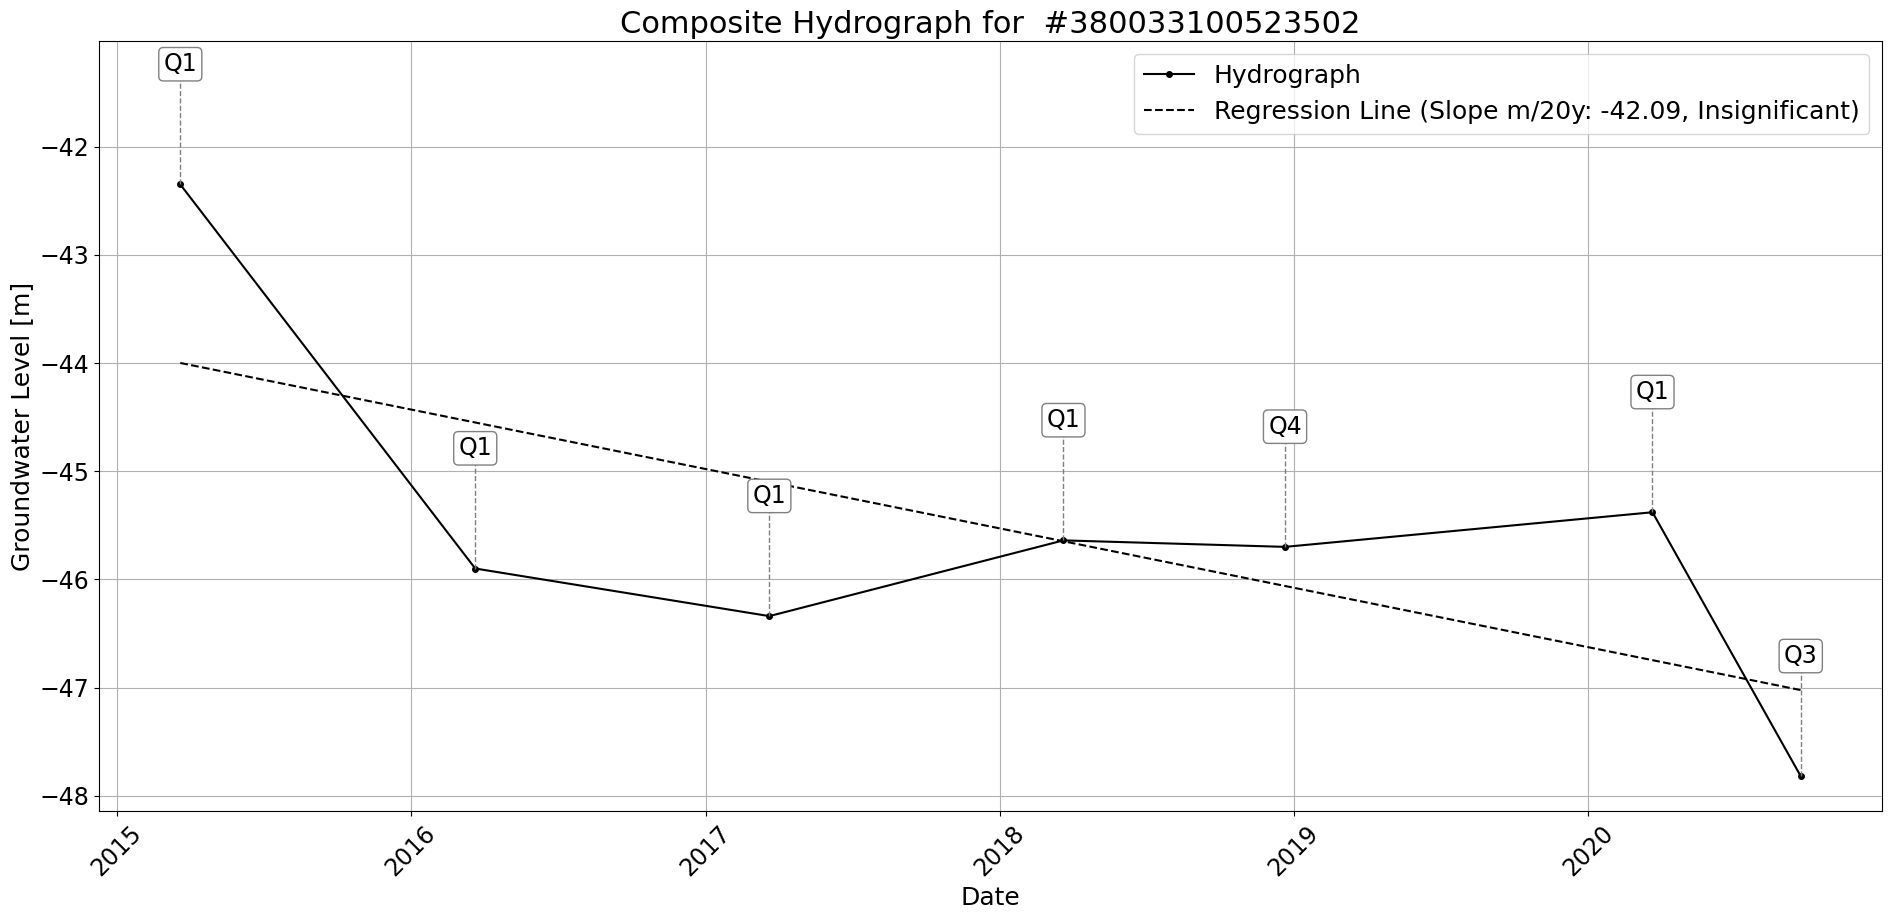 Composite Hydrograph for  #380033100523502
Hydrograph
Regression Line (Slope m/20y: -42.09, Insignificant)
Q1
Q1
Q1
Q1
Q4
Q1
Q3
Groundwater Level [m]
−42
−43
−44
−45
−46
−47
−48
2015
2016
2017
2018
2019
2020
Date